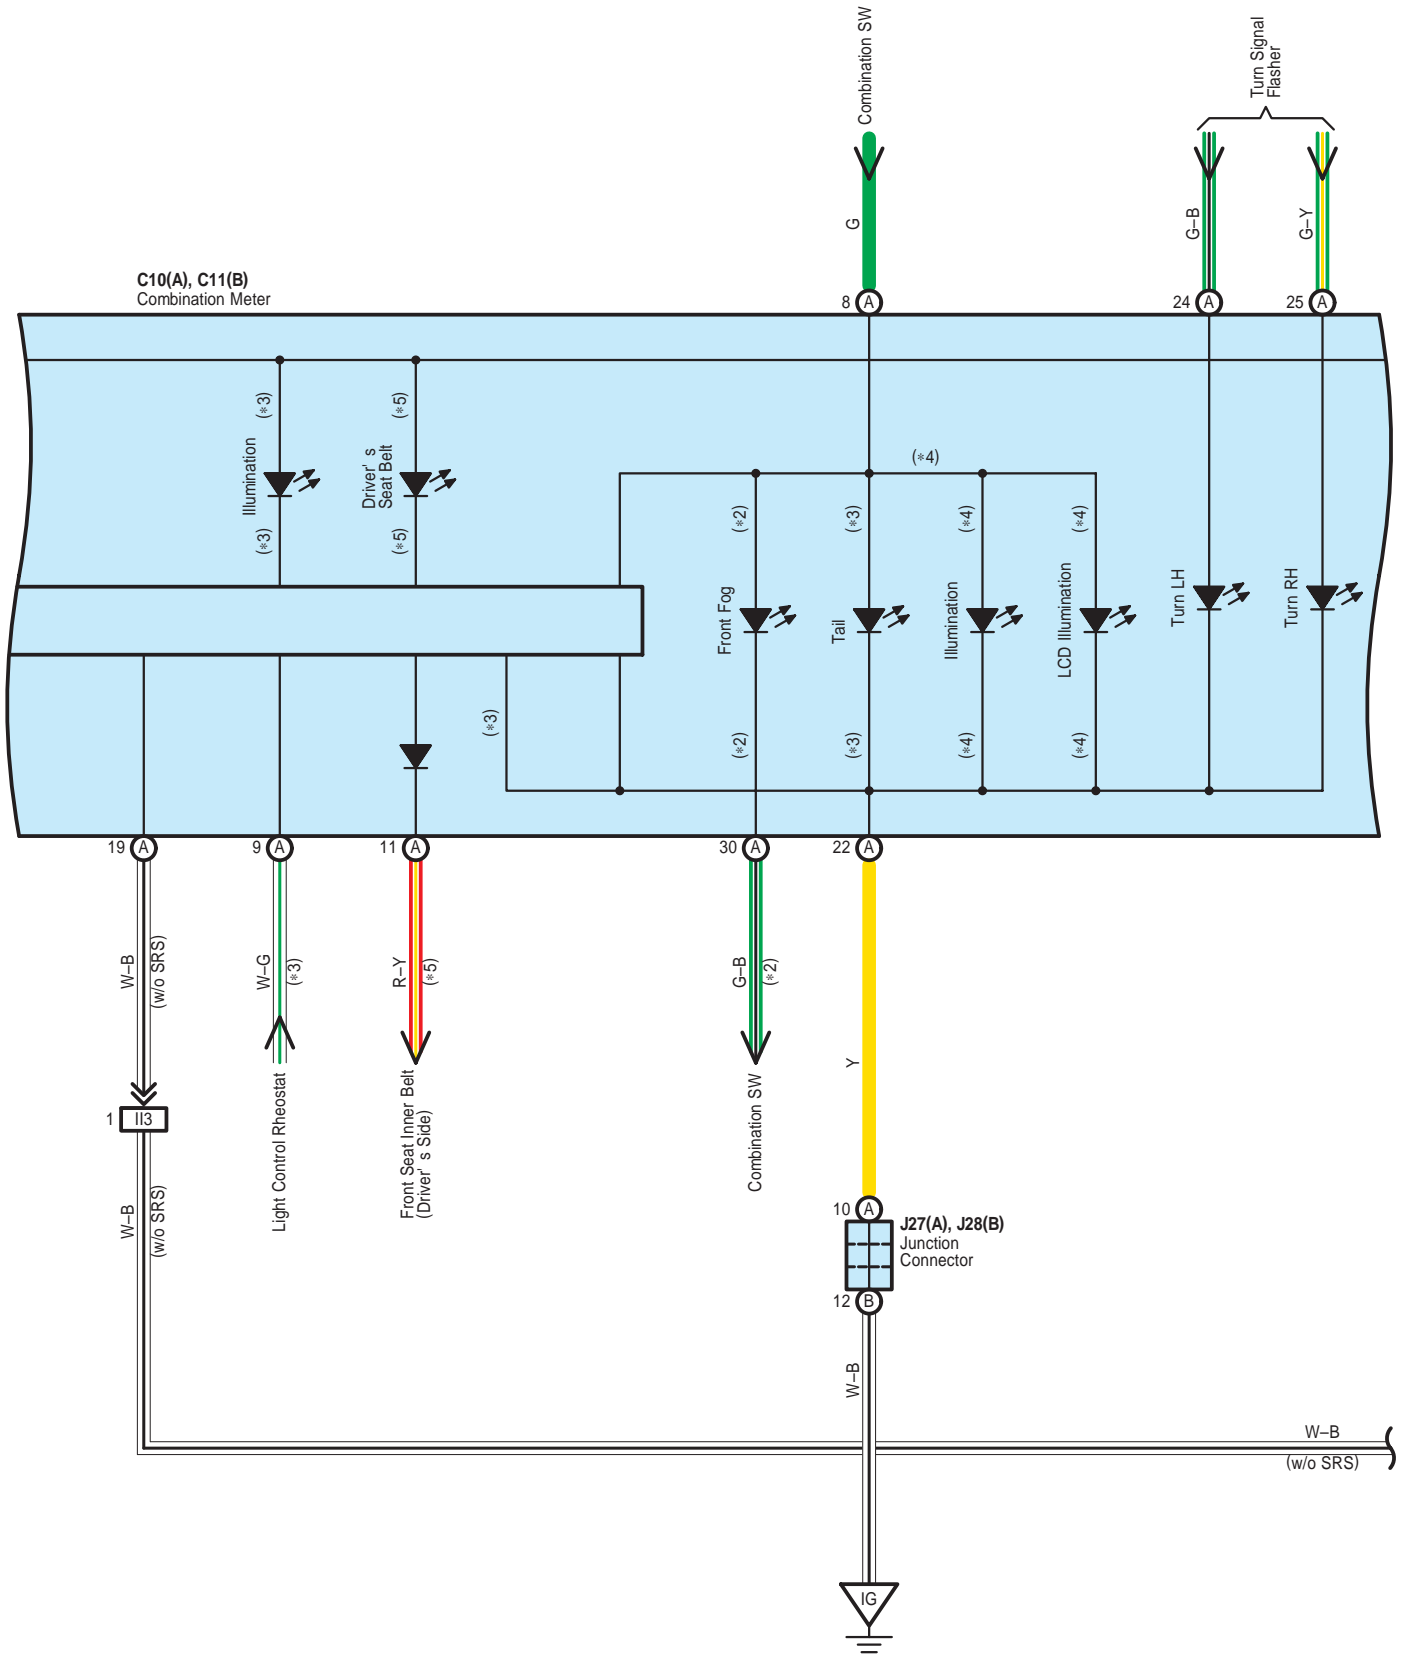 Combination SW
Turn Signal
Flasher
G
G–B
G–Y
C10(A), C11(B)
Combination Meter
8 A
24 A
25 A
(∗3)
(∗5)
Illumination
Driver' s
Seat Belt
(∗3)
(∗5)
(∗4)
(∗2)
(∗3)
(∗4)
(∗4)
Front Fog
Tail
Illumination
LCD Illumination
Turn LH
Turn RH
(∗3)
(∗2)
(∗3)
(∗4)
(∗4)
19 A
9 A
11 A
30 A
22 A
W–B
(w/o SRS)
W–G
(∗3)
R–Y
(∗5)
G–B
(∗2)
Y
1 II3
Light Control Rheostat
Front Seat Inner Belt
(Driver' s Side)
Combination SW
W–B
(w/o SRS)
10 A
J27(A), J28(B)
Junction
Connector
12 B
W–B
W–B
(w/o SRS)
IG